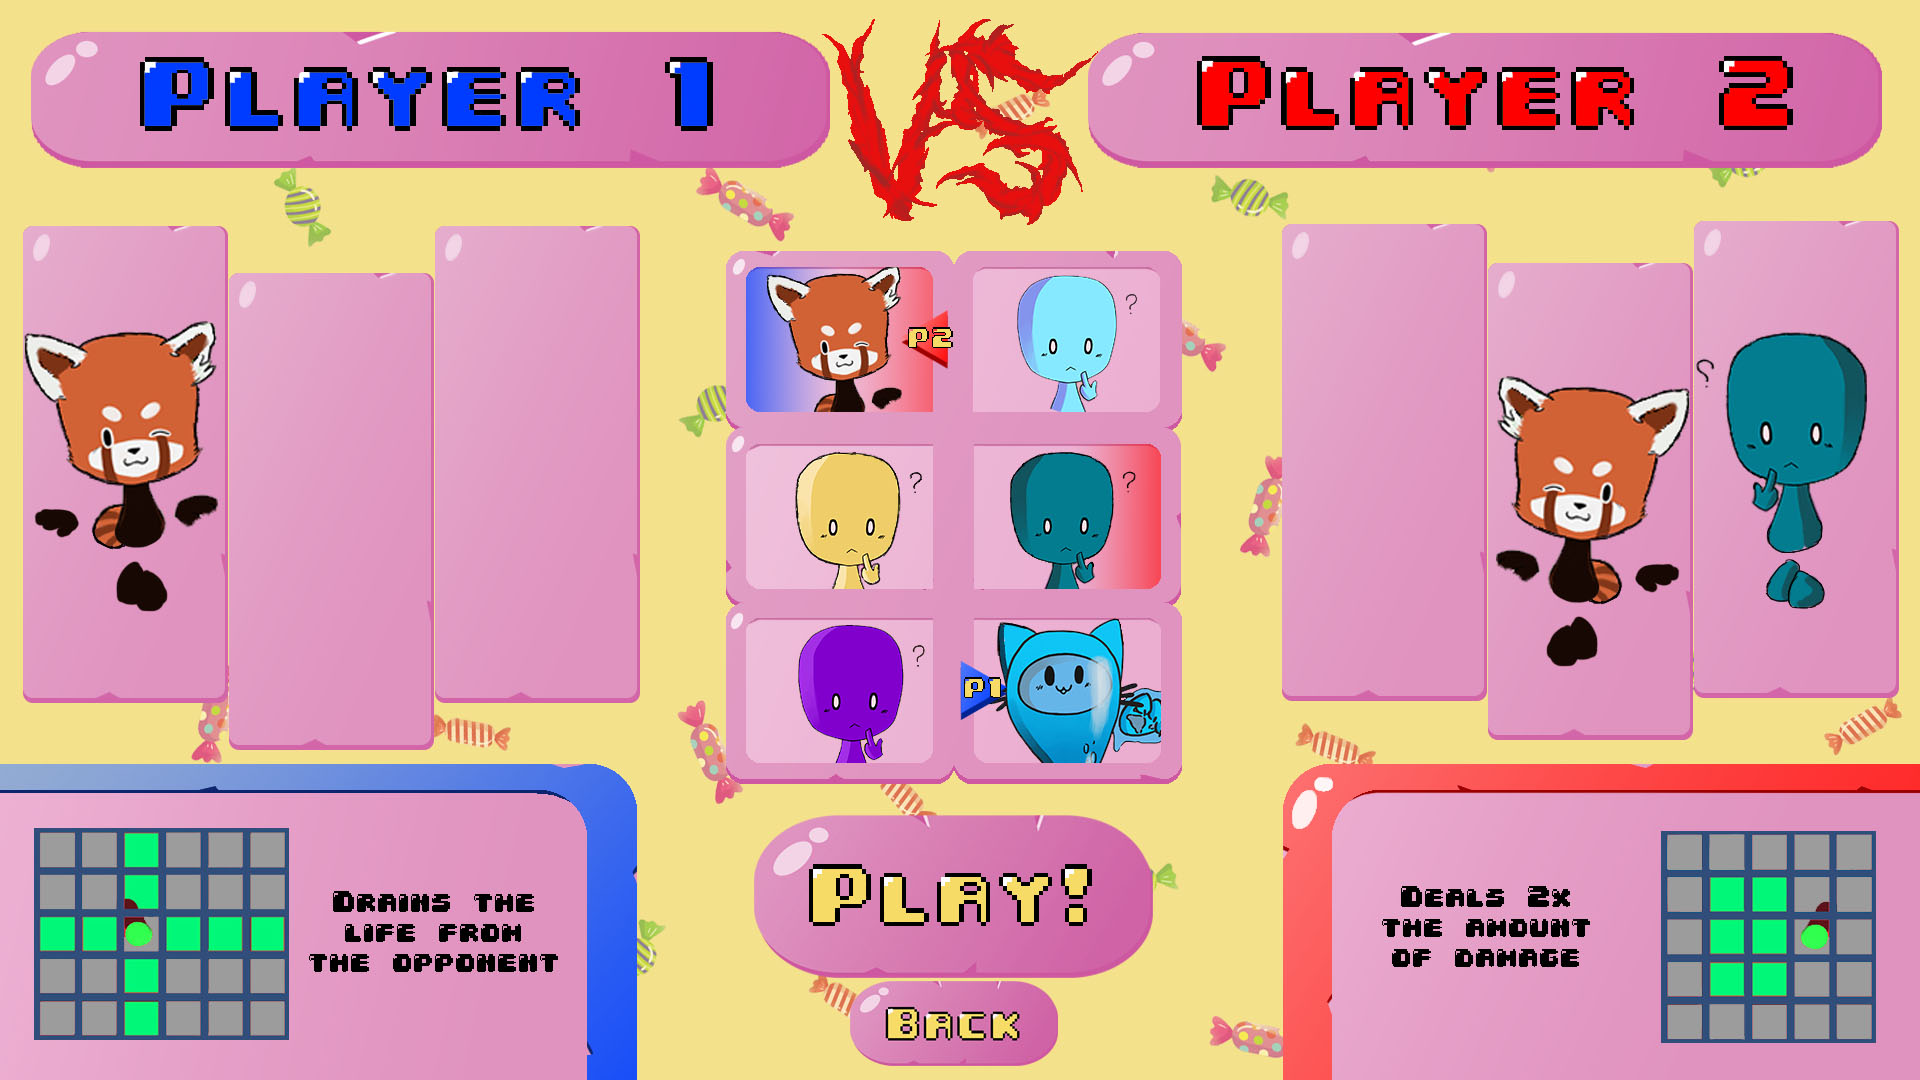 PLAYER 1
VS
PLAYER 2
P2
?
?
?
?
?
P1
DRAINS THE
LIFE FROM
THE OPPONENT
PLAY!
BACK
DEALS 2X
THE AMOUNT
OF DAMAGE